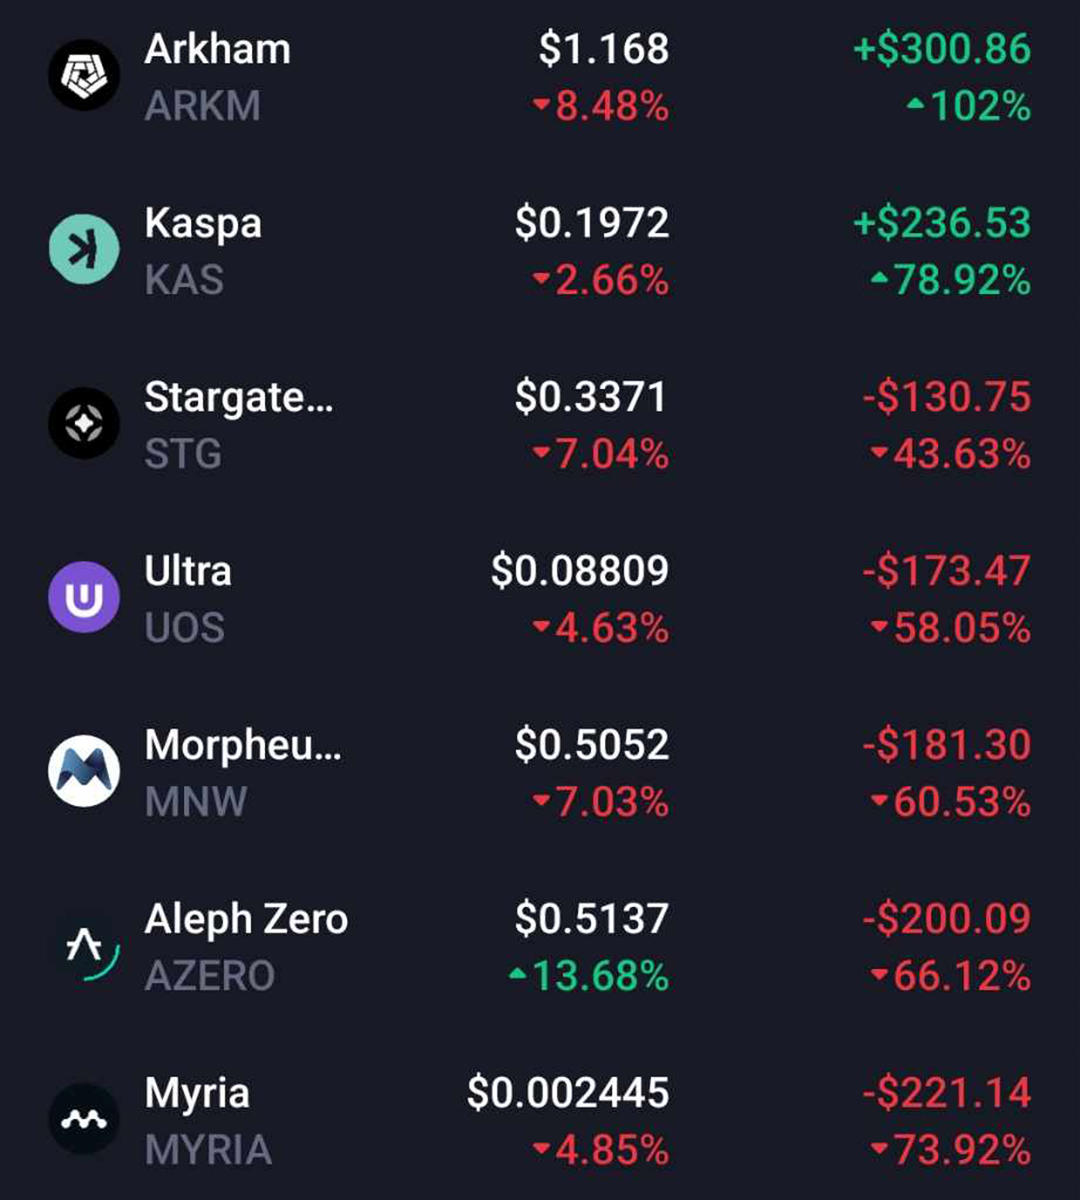 Arkham $1.168 +$300.86
ARKM ▼8.48% ▲102%
Kaspa $0.1972 +$236.53
KAS ▼2.66% ▲78.92%
Stargate... $0.3371 -$130.75
STG ▼7.04% ▼43.63%
Ultra $0.08809 -$173.47
UOS ▼4.63% ▼58.05%
Morpheu... $0.5052 -$181.30
MNW ▼7.03% ▼60.53%
Aleph Zero $0.5137 -$200.09
AZERO ▲13.68% ▼66.12%
Myria $0.002445 -$221.14
MYRIA ▼4.85% ▼73.92%